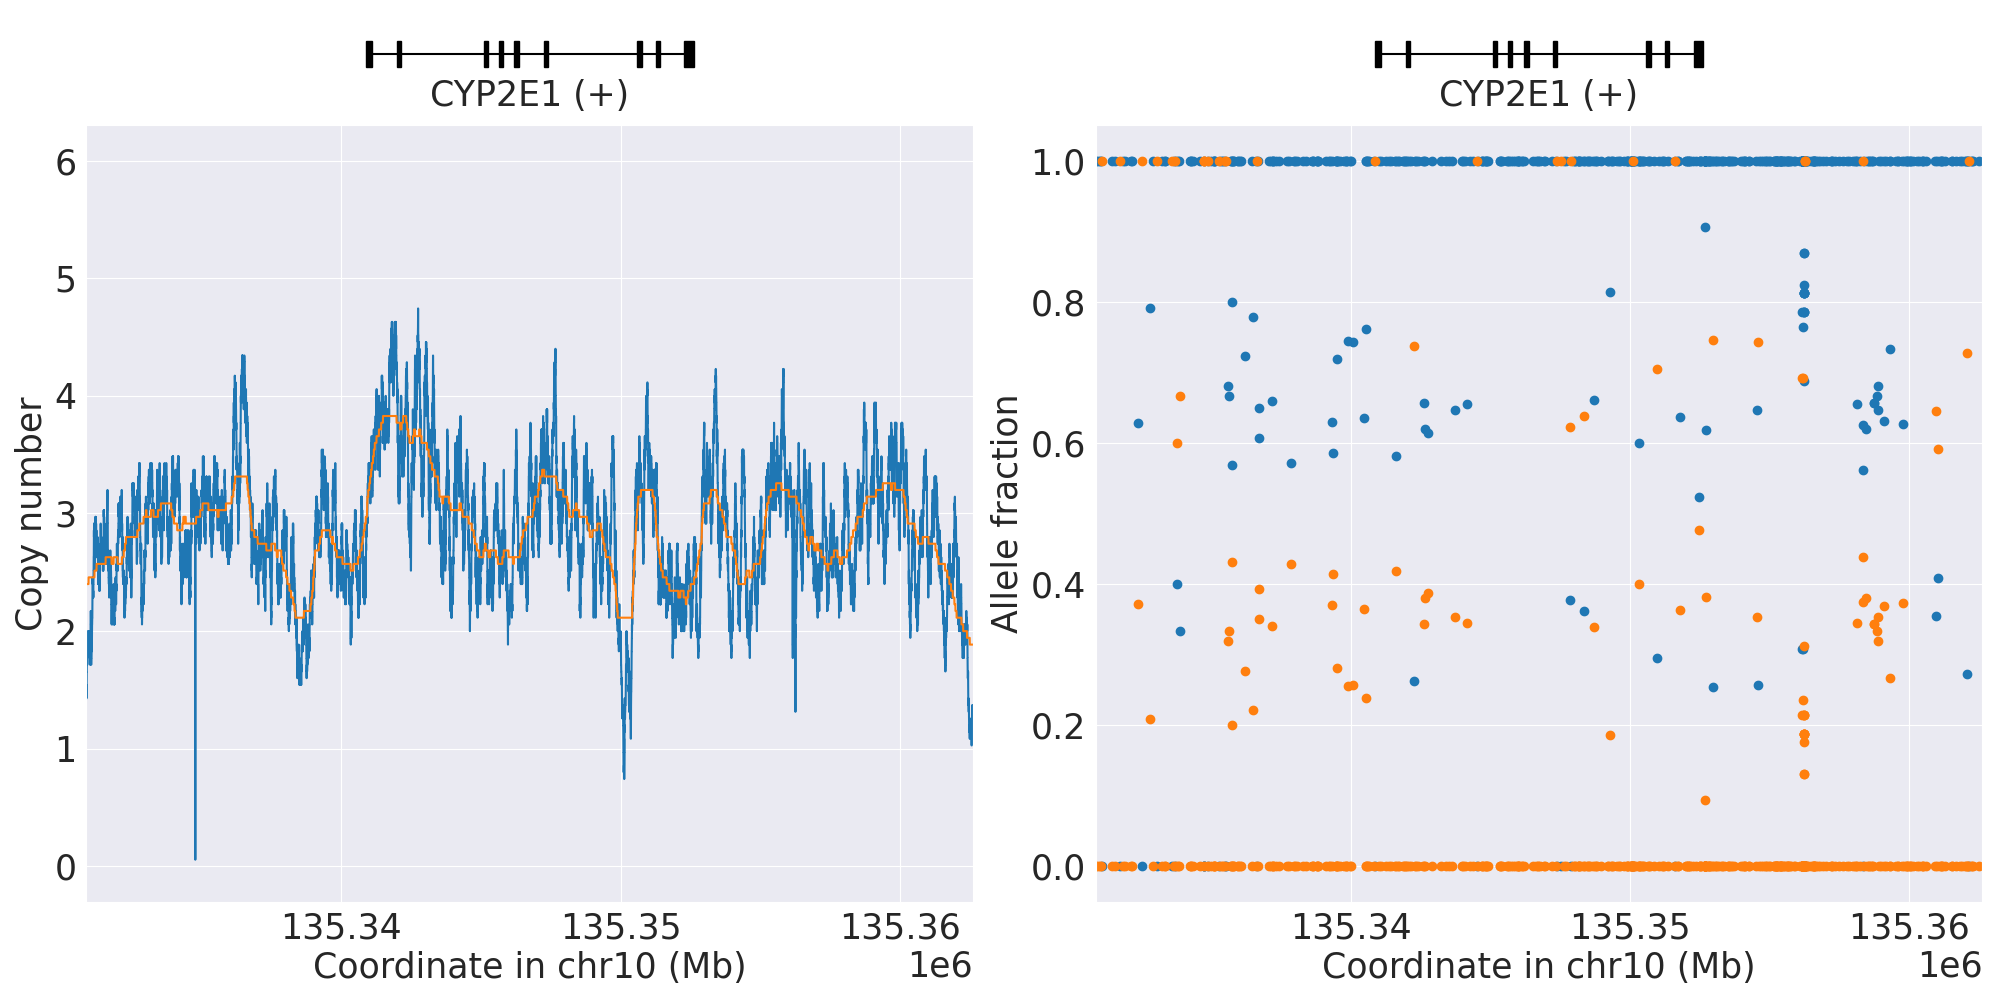 CYP2E1 (+)
6
5
4
3
2
1
0
Copy number
135.34 135.35 135.36
Coordinate in chr10 (Mb)
1e6
CYP2E1 (+)
1.0
0.8
0.6
0.4
0.2
0.0
Allele fraction
135.34 135.35 135.36
Coordinate in chr10 (Mb)
1e6